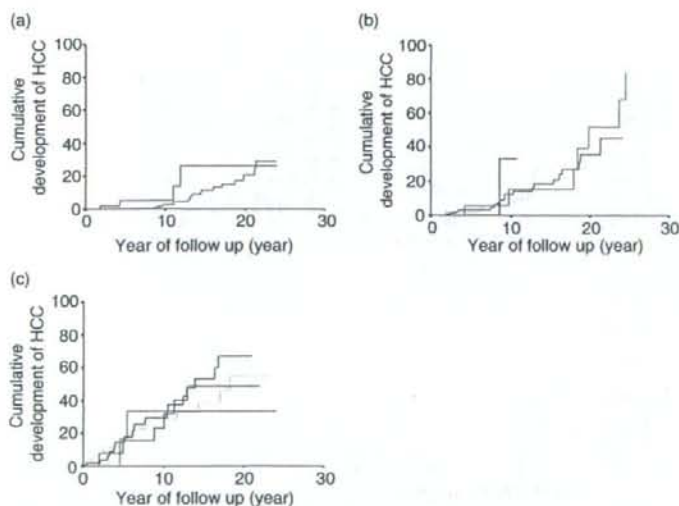 (a)
100
80
60
40
20
0
0 10 20 30
Cumulative
development of HCC
Year of follow up (year)
(b)
100
80
60
40
20
0
0 10 20 30
Cumulative
development of HCC
Year of follow up (year)
(c)
100
80
60
40
20
0
0 10 20 30
Cumulative
development of HCC
Year of follow up (year)